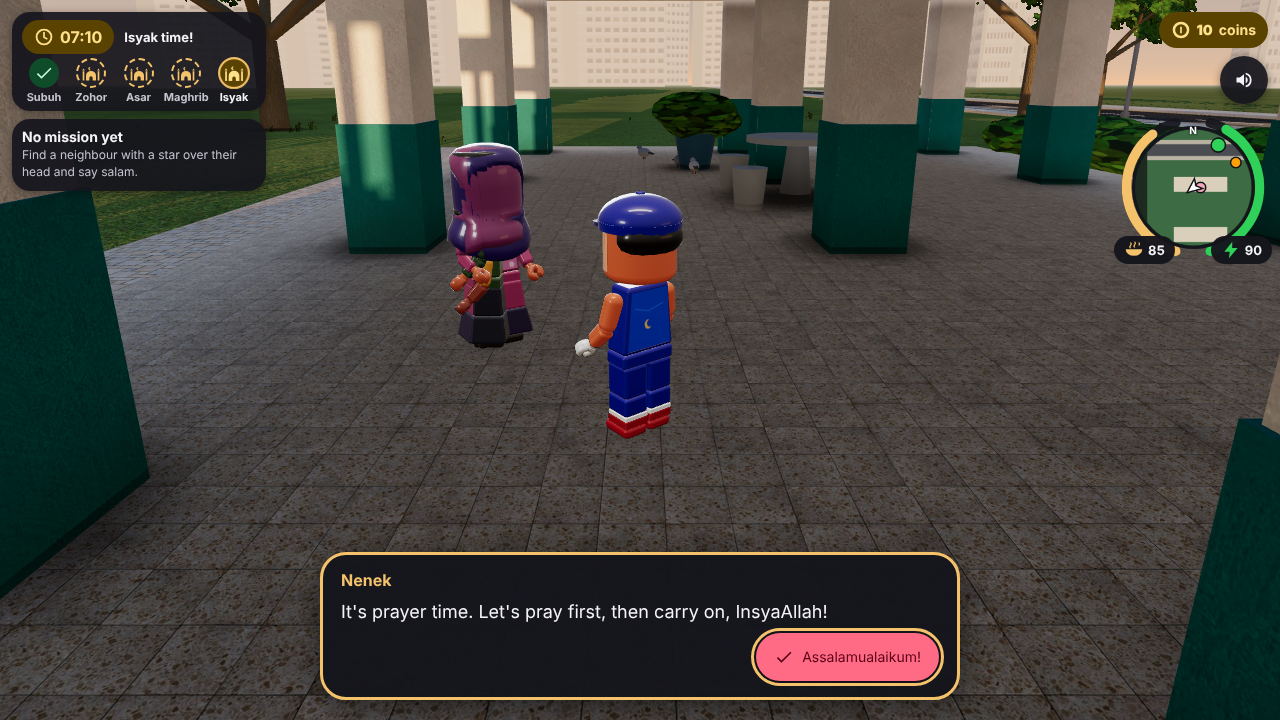 07:10 Isyak time!
Subuh Zohor Asar Maghrib Isyak
No mission yet
Find a neighbour with a star over their
head and say salam.
10 coins
N
85
90
Nenek
It's prayer time. Let's pray first, then carry on, InsyaAllah!
Assalamualaikum!